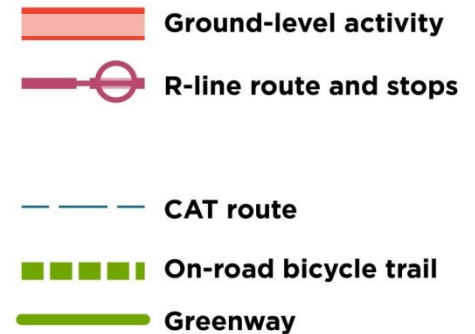 Ground-level activity
R-line route and stops
CAT route
On-road bicycle trail
Greenway